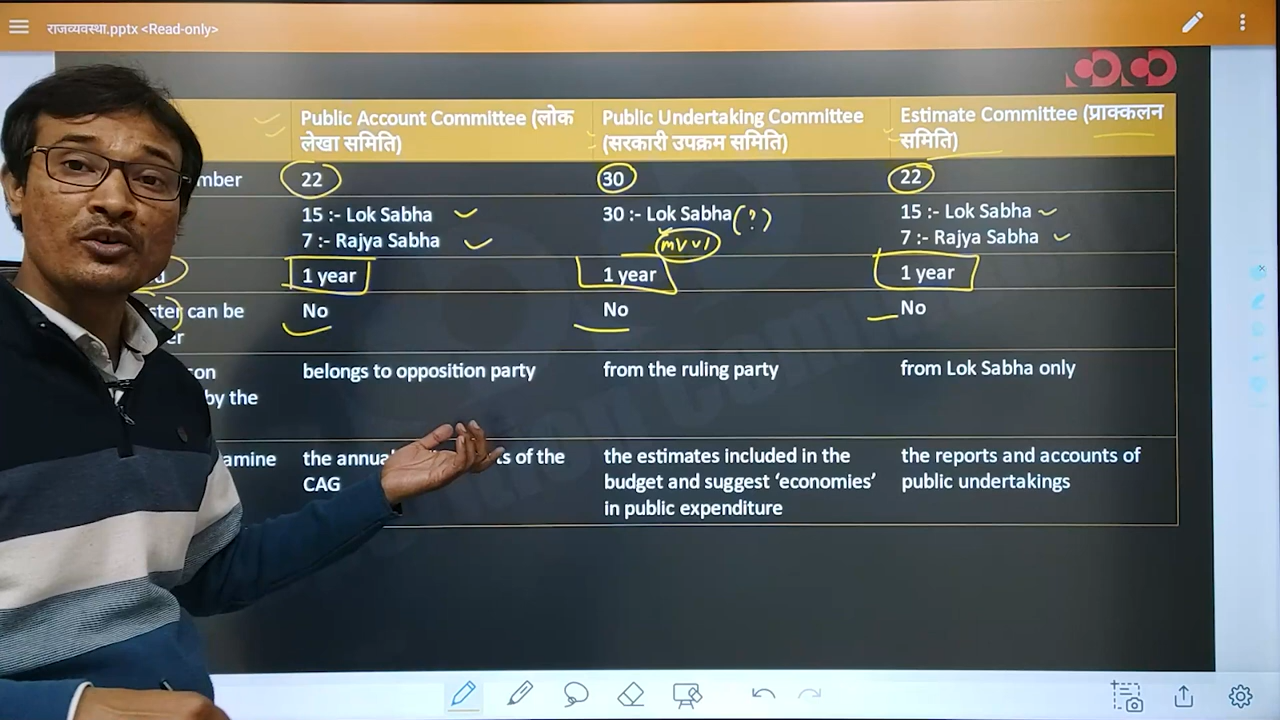 राजव्यवस्था.pptx <Read-only>
Public Account Committee (लोक
लेखा समिति)
Public Undertaking Committee
(सरकारी उपक्रम समिति)
Estimate Committee (प्राक्कलन
समिति)
mber
22
30
22
15 :- Lok Sabha
7 :- Rajya Sabha
30 :- Lok Sabha (?)
15 :- Lok Sabha
7 :- Rajya Sabha
1 year
1 year
1 year
ster can be
er
No
No
No
son
by the
belongs to opposition party
from the ruling party
from Lok Sabha only
amine
the annual ts of the
CAG
the estimates included in the
budget and suggest ‘economies’
in public expenditure
the reports and accounts of
public undertakings